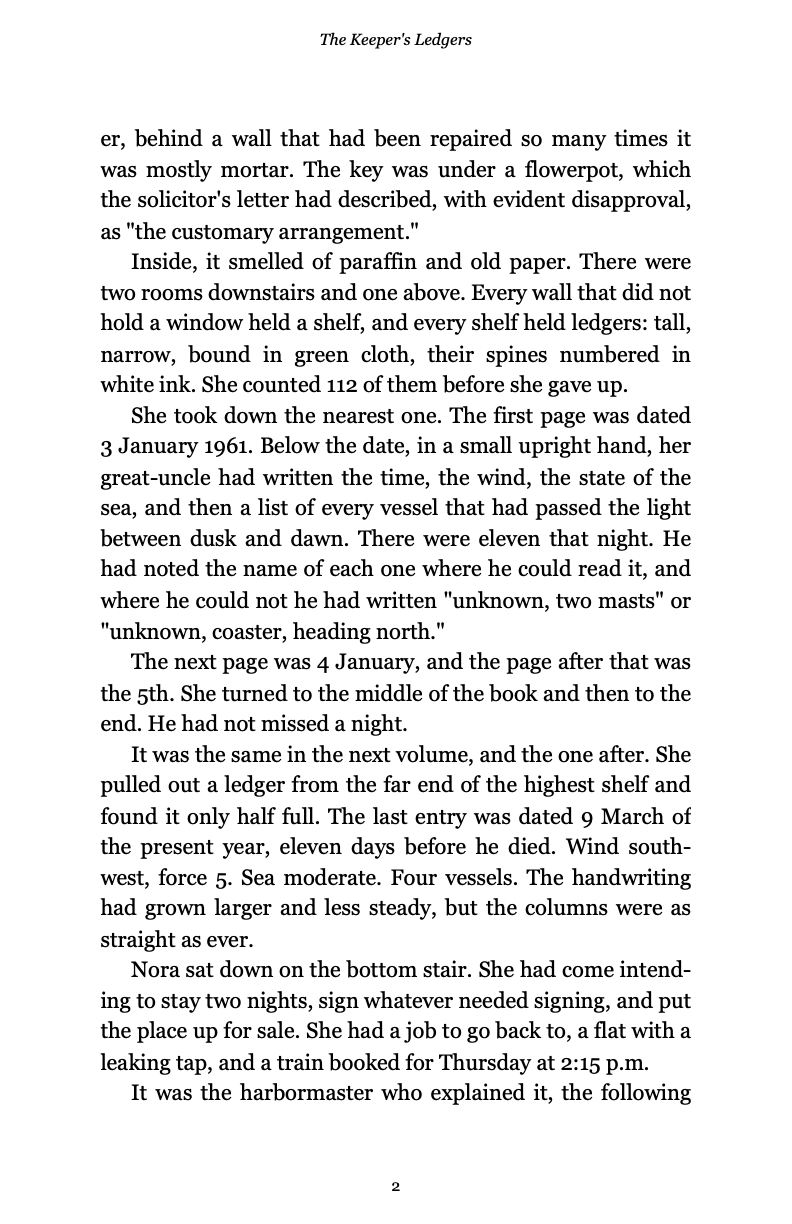 The Keeper's Ledgers
er, behind a wall that had been repaired so many times it
was mostly mortar. The key was under a flowerpot, which
the solicitor's letter had described, with evident disapproval,
as "the customary arrangement."
Inside, it smelled of paraffin and old paper. There were
two rooms downstairs and one above. Every wall that did not
hold a window held a shelf, and every shelf held ledgers: tall,
narrow, bound in green cloth, their spines numbered in
white ink. She counted 112 of them before she gave up.
She took down the nearest one. The first page was dated
3 January 1961. Below the date, in a small upright hand, her
great-uncle had written the time, the wind, the state of the
sea, and then a list of every vessel that had passed the light
between dusk and dawn. There were eleven that night. He
had noted the name of each one where he could read it, and
where he could not he had written "unknown, two masts" or
"unknown, coaster, heading north."
The next page was 4 January, and the page after that was
the 5th. She turned to the middle of the book and then to the
end. He had not missed a night.
It was the same in the next volume, and the one after. She
pulled out a ledger from the far end of the highest shelf and
found it only half full. The last entry was dated 9 March of
the present year, eleven days before he died. Wind south-
west, force 5. Sea moderate. Four vessels. The handwriting
had grown larger and less steady, but the columns were as
straight as ever.
Nora sat down on the bottom stair. She had come intend-
ing to stay two nights, sign whatever needed signing, and put
the place up for sale. She had a job to go back to, a flat with a
leaking tap, and a train booked for Thursday at 2:15 p.m.
It was the harbormaster who explained it, the following
2